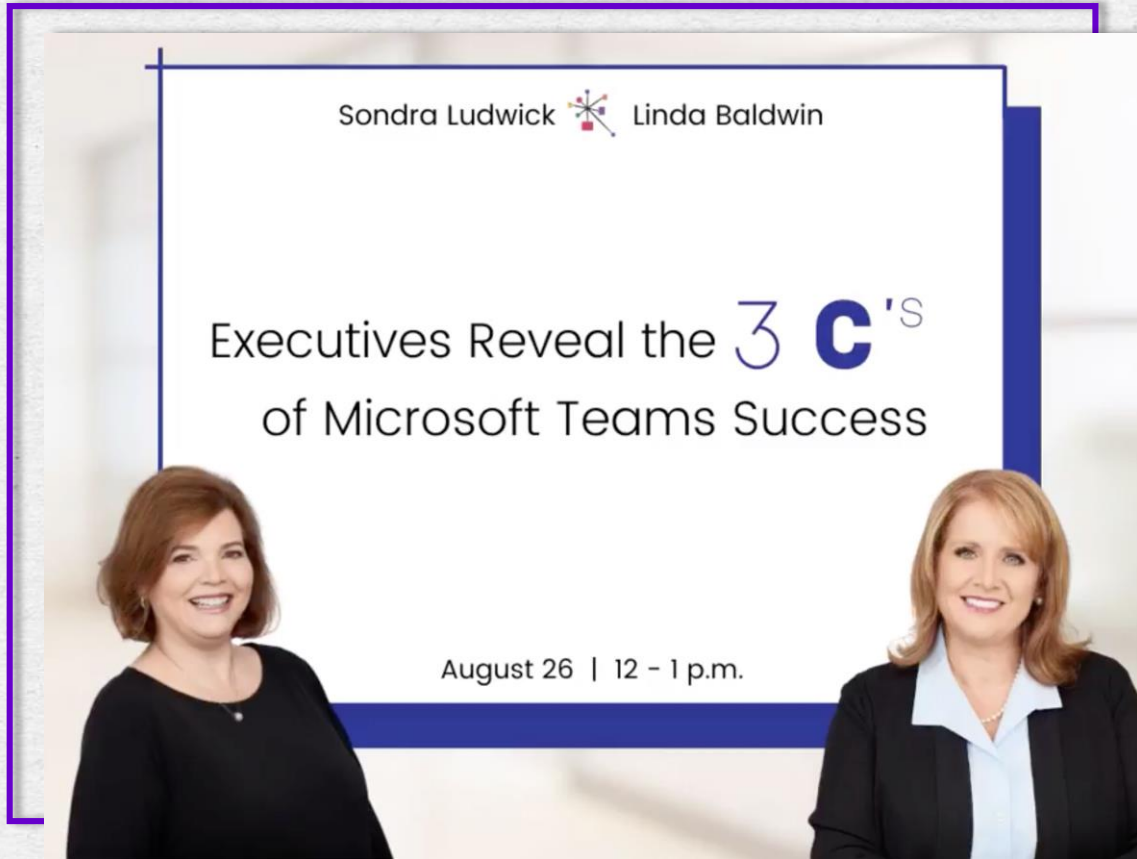 Sondra Ludwick Linda Baldwin
Executives Reveal the 3 C's
of Microsoft Teams Success
August 26 | 12 - 1 p.m.